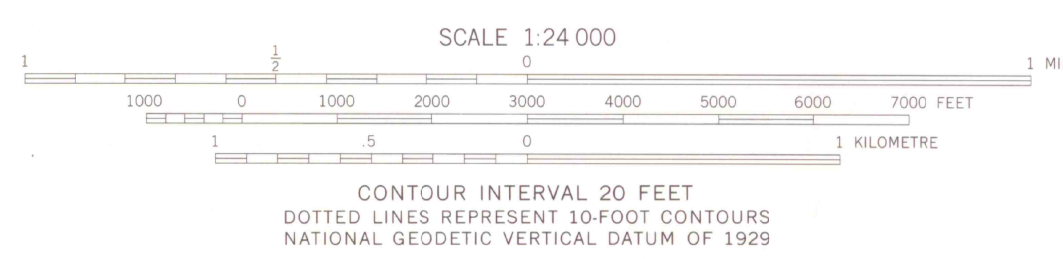 SCALE 1:24 000
1 1/2 0 1 MI
1000 0 1000 2000 3000 4000 5000 6000 7000 FEET
1 .5 0 1 KILOMETRE
CONTOUR INTERVAL 20 FEET
DOTTED LINES REPRESENT 10-FOOT CONTOURS
NATIONAL GEODETIC VERTICAL DATUM OF 1929